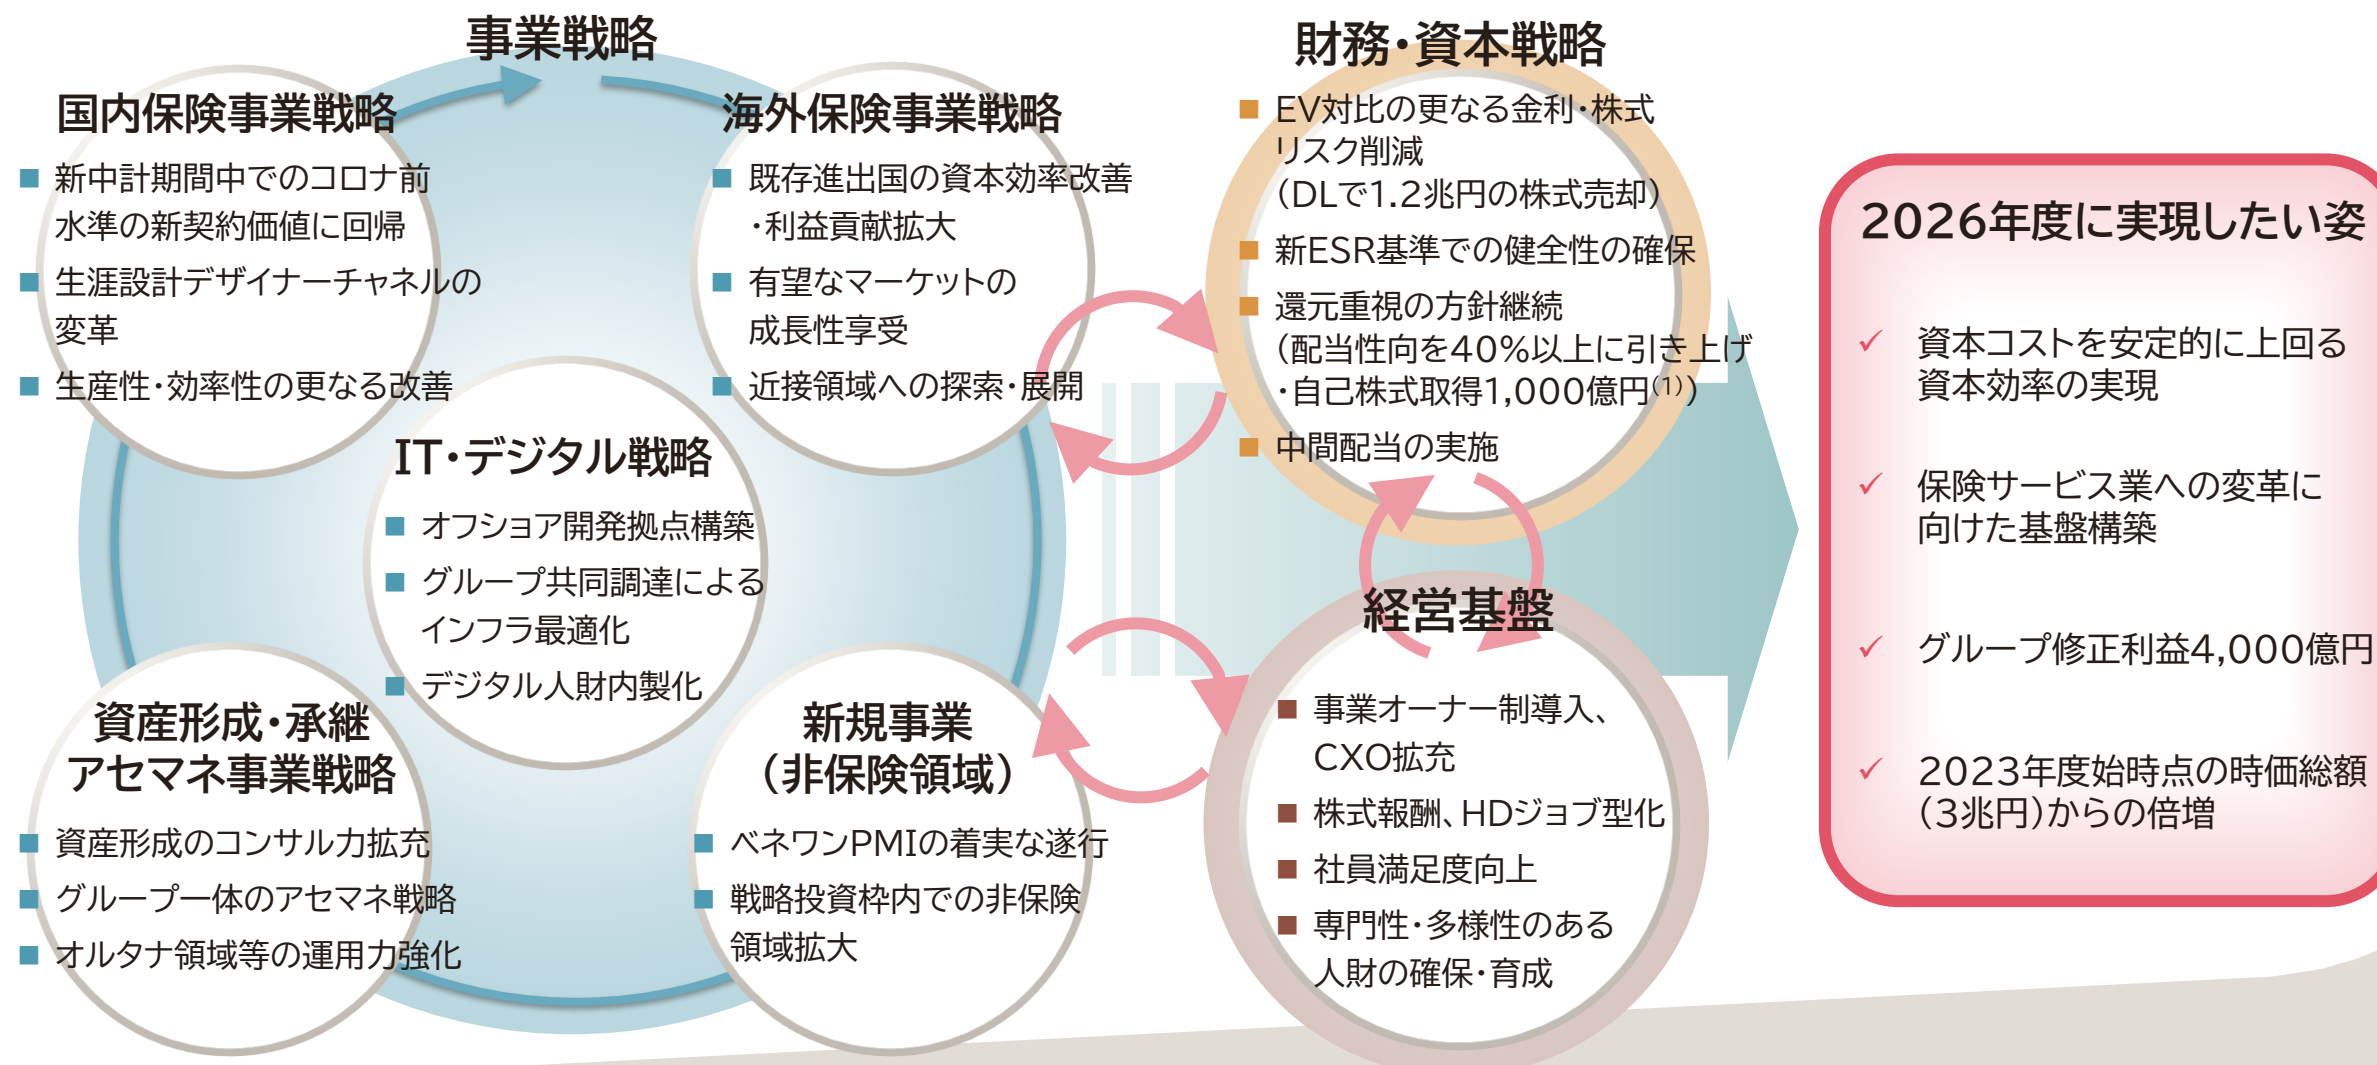 事業戦略
国内保険事業戦略
■ 新中計期間中でのコロナ前
水準の新契約価値に回帰
■ 生涯設計デザイナーチャネルの
変革
■ 生産性・効率性の更なる改善
海外保険事業戦略
■ 既存進出国の資本効率改善
・利益貢献拡大
■ 有望なマーケットの
成長性享受
■ 近接領域への探索・展開
IT・デジタル戦略
■ オフショア開発拠点構築
■ グループ共同調達による
インフラ最適化
■ デジタル人財内製化
資産形成・承継
アセマネ事業戦略
■ 資産形成のコンサル力拡充
■ グループ一体のアセマネ戦略
■ オルタナ領域等の運用力強化
新規事業
（非保険領域）
■ ベネワンPMIの着実な遂行
■ 戦略投資枠内での非保険
領域拡大
財務・資本戦略
■ EV対比の更なる金利・株式
リスク削減
（DLで1.2兆円の株式売却）
■ 新ESR基準での健全性の確保
■ 還元重視の方針継続
（配当性向を40%以上に引き上げ
・自己株式取得1,000億円(1)）
■ 中間配当の実施
経営基盤
■ 事業オーナー制導入、
CXO拡充
■ 株式報酬、HDジョブ型化
■ 社員満足度向上
■ 専門性・多様性のある
人財の確保・育成
2026年度に実現したい姿
✓ 資本コストを安定的に上回る
資本効率の実現
✓ 保険サービス業への変革に
向けた基盤構築
✓ グループ修正利益4,000億円
✓ 2023年度始時点の時価総額
（3兆円）からの倍増